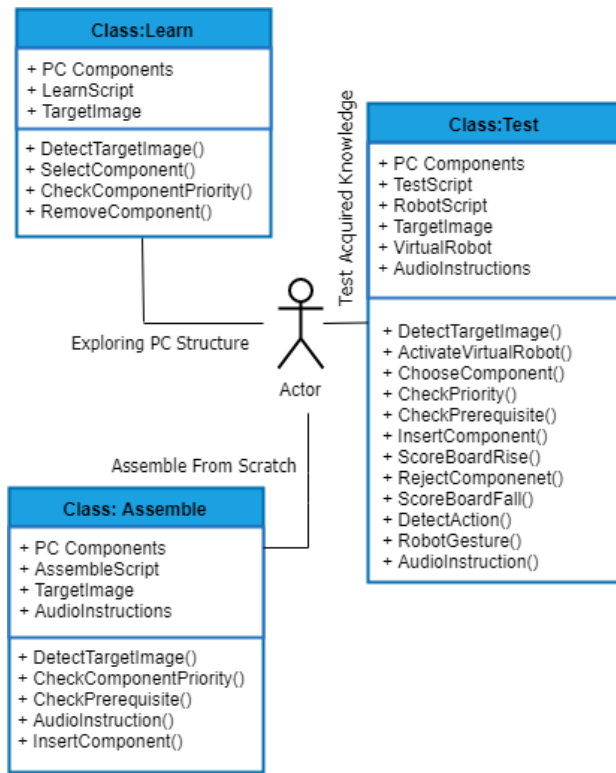 Class:Learn
+ PC Components
+ LearnScript
+ TargetImage
+ DetectTargetImage()
+ SelectComponent()
+ CheckComponentPriority()
+ RemoveComponent()
Exploring PC Structure
Actor
Test Acquired Knowledge
Class:Test
+ PC Components
+ TestScript
+ RobotScript
+ TargetImage
+ VirtualRobot
+ AudioInstructions
+ DetectTargetImage()
+ ActivateVirtualRobot()
+ ChooseComponent()
+ CheckPriority()
+ CheckPrerequisite()
+ InsertComponent()
+ ScoreBoardRise()
+ RejectComponenet()
+ ScoreBoardFall()
+ DetectAction()
+ RobotGesture()
+ AudioInstruction()
Assemble From Scratch
Class: Assemble
+ PC Components
+ AssembleScript
+ TargetImage
+ AudioInstructions
+ DetectTargetImage()
+ CheckComponentPriority()
+ CheckPrerequisite()
+ AudioInstruction()
+ InsertComponent()